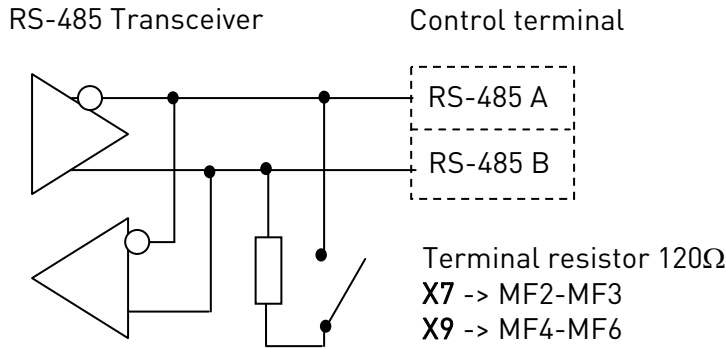 RS-485 Transceiver
Control terminal
RS-485 A
RS-485 B
Terminal resistor 120Ω
X7 -> MF2-MF3
X9 -> MF4-MF6